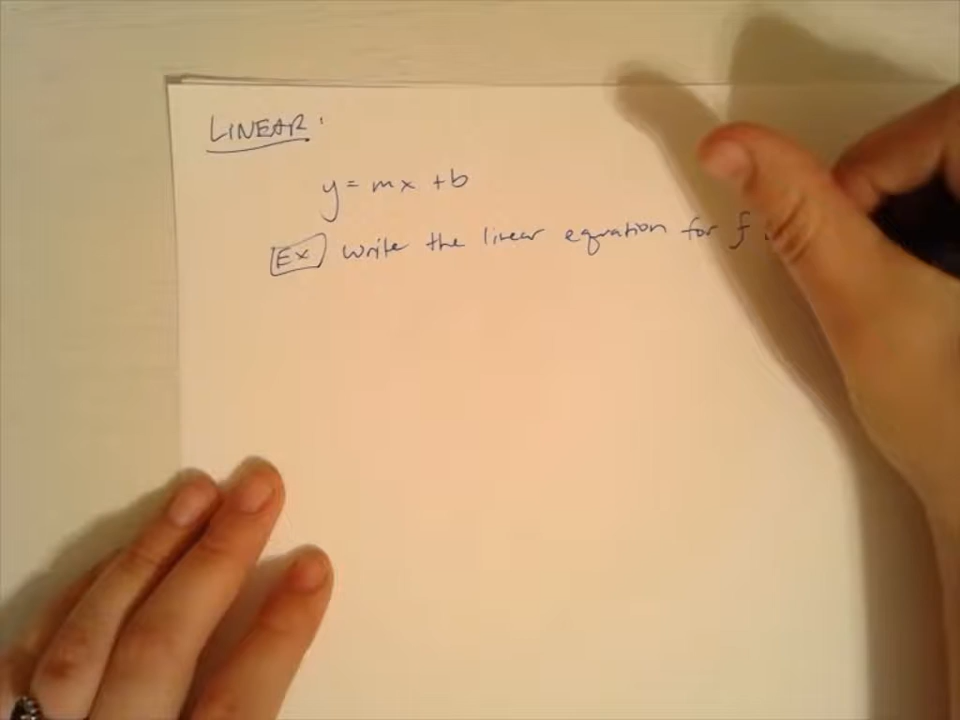 LINEAR:
y = mx + b
Ex Write the linear equation for f